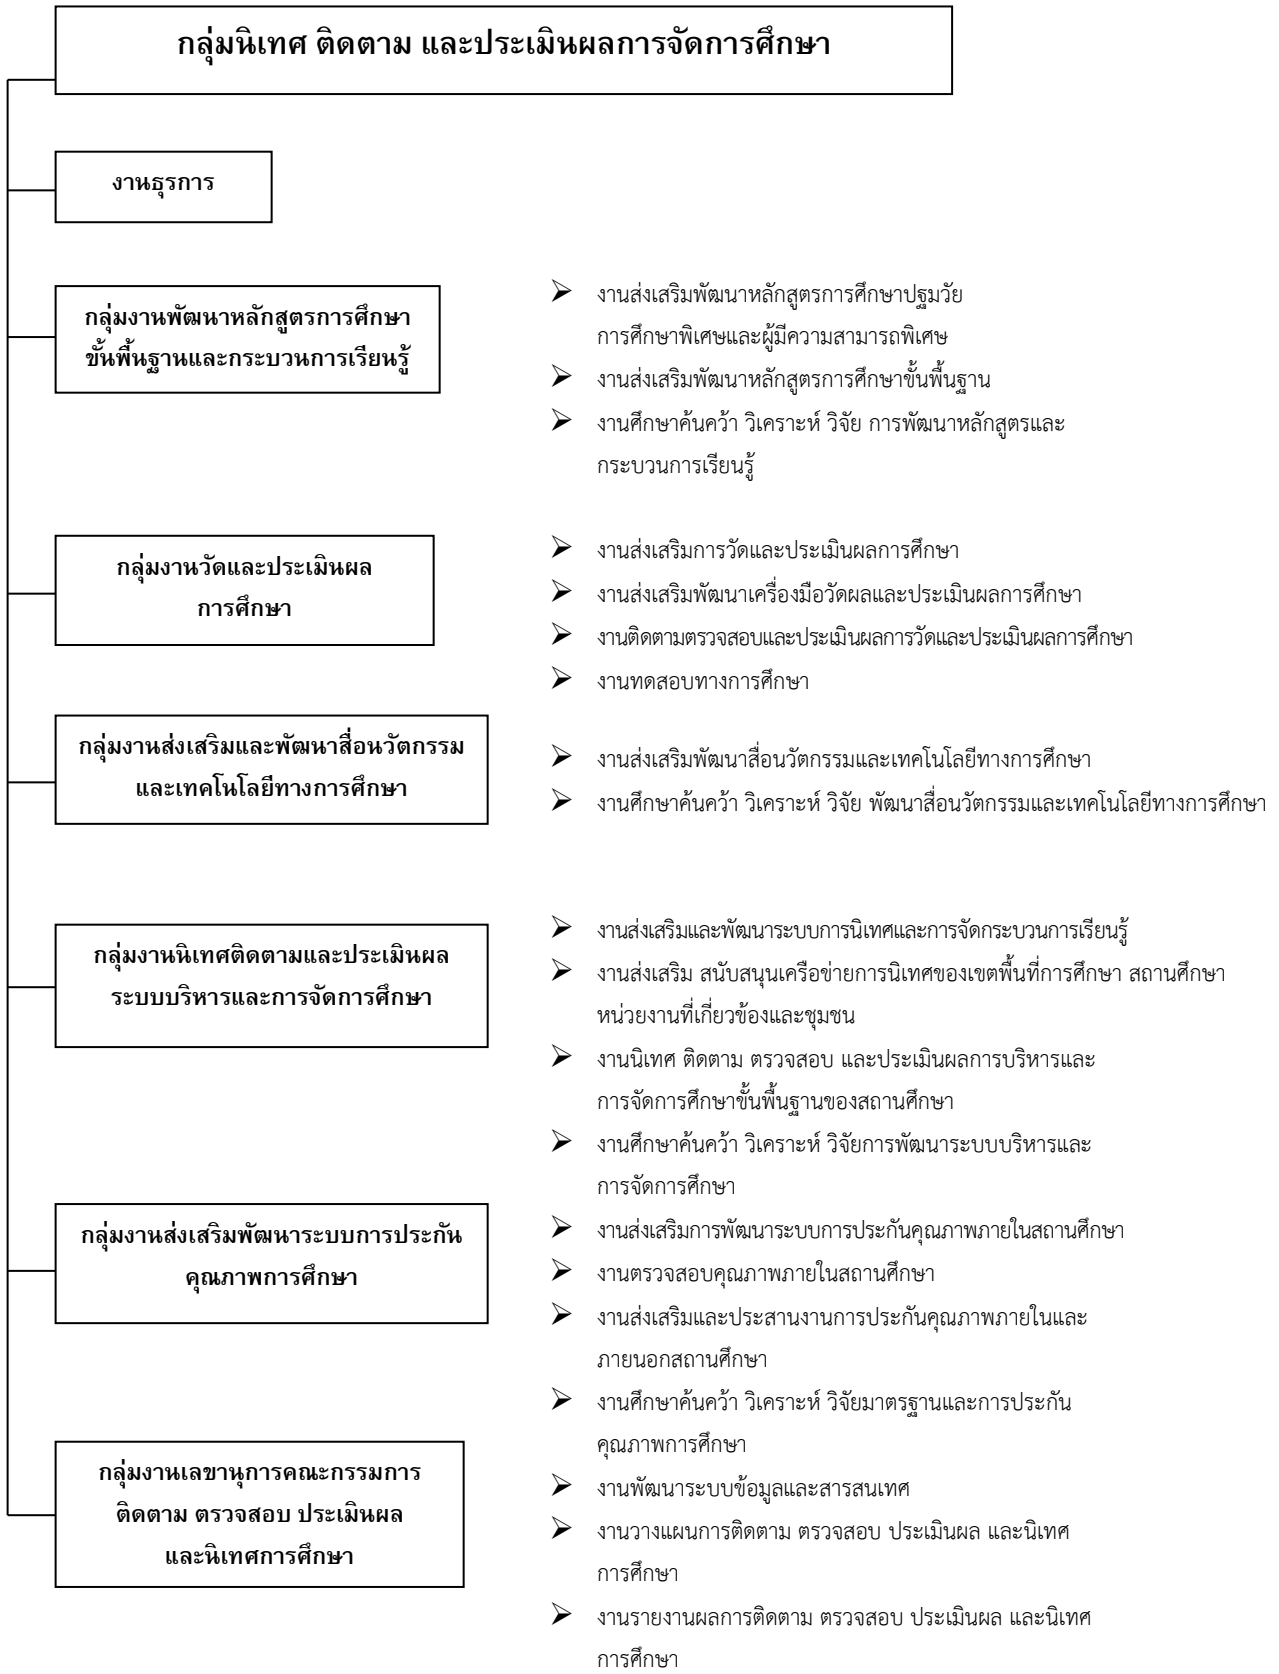 กลุ่มนิเทศ ติดตาม และประเมินผลการจัดการศึกษา
งานธุรการ
กลุ่มงานพัฒนาหลักสูตรการศึกษา
ขั้นพื้นฐานและกระบวนการเรียนรู้
งานส่งเสริมพัฒนาหลักสูตรการศึกษาปฐมวัย
การศึกษาพิเศษและผู้มีความสามารถพิเศษ
งานส่งเสริมพัฒนาหลักสูตรการศึกษาขั้นพื้นฐาน
งานศึกษาค้นคว้า วิเคราะห์ วิจัย การพัฒนาหลักสูตรและ
กระบวนการเรียนรู้
กลุ่มงานวัดและประเมินผล
การศึกษา
งานส่งเสริมการวัดและประเมินผลการศึกษา
งานส่งเสริมพัฒนาเครื่องมือวัดผลและประเมินผลการศึกษา
งานติดตามตรวจสอบและประเมินผลการวัดและประเมินผลการศึกษา
งานทดสอบทางการศึกษา
กลุ่มงานส่งเสริมและพัฒนาสื่อนวัตกรรม
และเทคโนโลยีทางการศึกษา
งานส่งเสริมพัฒนาสื่อนวัตกรรมและเทคโนโลยีทางการศึกษา
งานศึกษาค้นคว้า วิเคราะห์ วิจัย พัฒนาสื่อนวัตกรรมและเทคโนโลยีทางการศึกษา
กลุ่มงานนิเทศติดตามและประเมินผล
ระบบบริหารและการจัดการศึกษา
งานส่งเสริมและพัฒนาระบบการนิเทศและการจัดกระบวนการเรียนรู้
งานส่งเสริม สนับสนุนเครือข่ายการนิเทศของเขตพื้นที่การศึกษา สถานศึกษา
หน่วยงานที่เกี่ยวข้องและชุมชน
งานนิเทศ ติดตาม ตรวจสอบ และประเมินผลการบริหารและ
การจัดการศึกษาขั้นพื้นฐานของสถานศึกษา
งานศึกษาค้นคว้า วิเคราะห์ วิจัยการพัฒนาระบบบริหารและ
การจัดการศึกษา
กลุ่มงานส่งเสริมพัฒนาระบบการประกัน
คุณภาพการศึกษา
งานส่งเสริมการพัฒนาระบบการประกันคุณภาพภายในสถานศึกษา
งานตรวจสอบคุณภาพภายในสถานศึกษา
งานส่งเสริมและประสานงานการประกันคุณภาพภายในและ
ภายนอกสถานศึกษา
งานศึกษาค้นคว้า วิเคราะห์ วิจัยมาตรฐานและการประกัน
คุณภาพการศึกษา
กลุ่มงานเลขานุการคณะกรรมการ
ติดตาม ตรวจสอบ ประเมินผล
และนิเทศการศึกษา
งานพัฒนาระบบข้อมูลและสารสนเทศ
งานวางแผนการติดตาม ตรวจสอบ ประเมินผล และนิเทศ
การศึกษา
งานรายงานผลการติดตาม ตรวจสอบ ประเมินผล และนิเทศ
การศึกษา